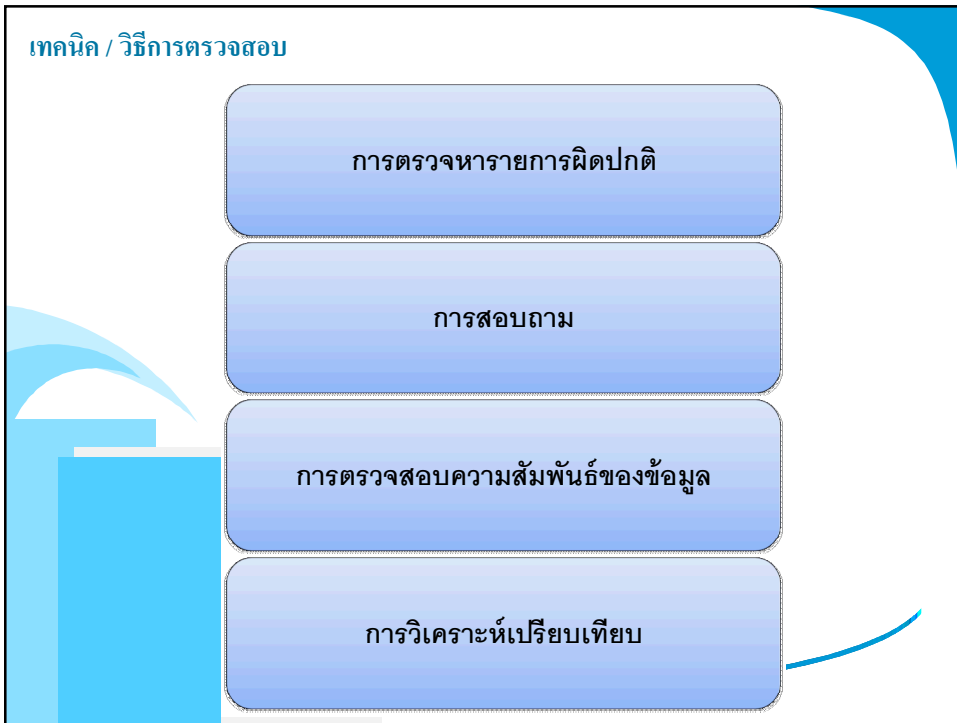 เทคนิค / วิธีการตรวจสอบ
การตรวจหารายการผิดปกติ
การสอบถาม
การตรวจสอบความสัมพันธ์ของข้อมูล
การวิเคราะห์เปรียบเทียบ